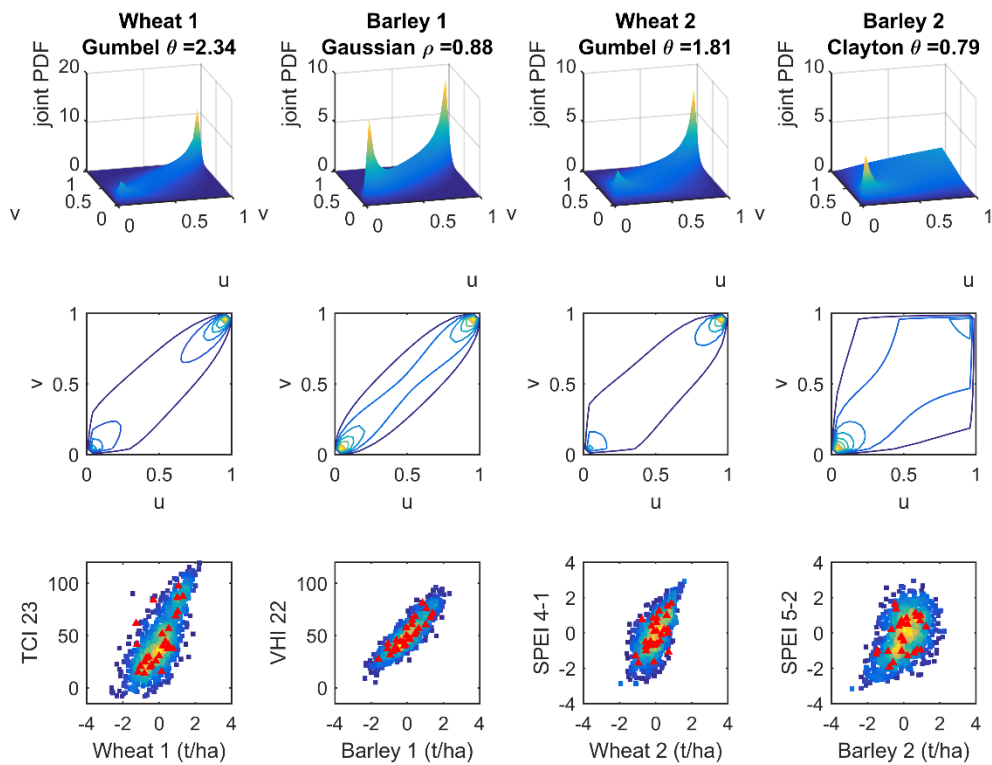 Wheat 1
Gumbel θ =2.34
Barley 1
Gaussian ρ =0.88
Wheat 2
Gumbel θ =1.81
Barley 2
Clayton θ =0.79
joint PDF
20
10
0
1
0.5
0
v
0
0.5
1
u
joint PDF
10
5
0
1
0.5
0
v
0
0.5
1
u
joint PDF
10
5
0
1
0.5
0
v
0
0.5
1
u
joint PDF
10
5
0
1
0.5
0
v
0
0.5
1
u
v
1
0.5
0
0
0.5
1
u
v
1
0.5
0
0
0.5
1
u
v
1
0.5
0
0
0.5
1
u
v
1
0.5
0
0
0.5
1
u
TCI 23
100
50
0
-4
-2
0
2
4
Wheat 1 (t/ha)
VHI 22
100
50
0
-4
-2
0
2
4
Barley 1 (t/ha)
SPEI 4-1
4
2
0
-2
-4
-4
-2
0
2
4
Wheat 2 (t/ha)
SPEI 5-2
4
2
0
-2
-4
-4
-2
0
2
4
Barley 2 (t/ha)